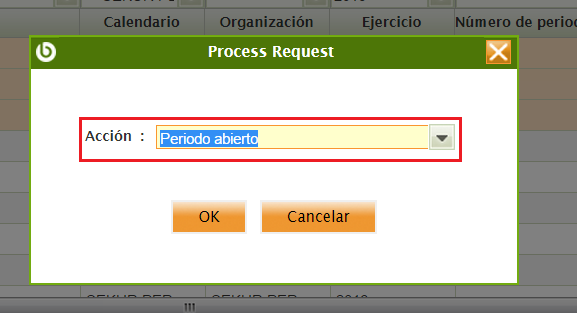 Calendario Organización Ejercicio Número de period
Process Request
Acción : Periodo abierto
OK Cancelar